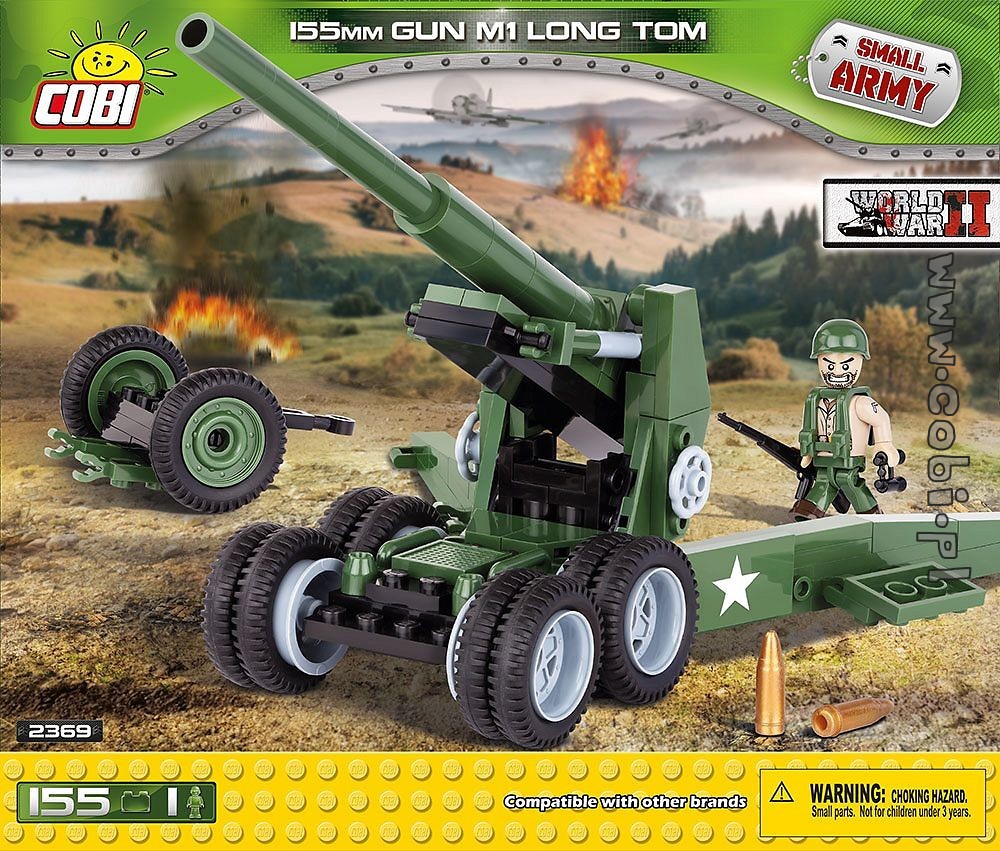 155MM GUN M1 LONG TOM
COBI
SMALL
ARMY
WORLD
WAR II
www.cobi.pl
2369
155 1
Compatible with other brands
WARNING: CHOKING HAZARD.
Small parts. Not for children under 3 years.